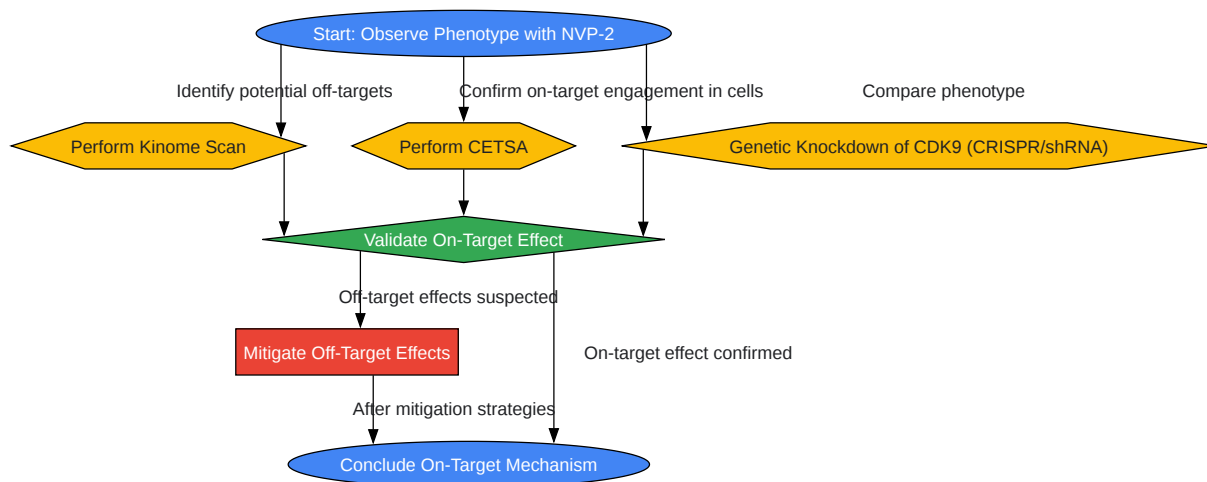 Start: Observe Phenotype with NVP-2
Identify potential off-targets
Confirm on-target engagement in cells
Compare phenotype
Perform Kinome Scan
Perform CETSA
Genetic Knockdown of CDK9 (CRISPR/shRNA)
Validate On-Target Effect
Off-target effects suspected
Mitigate Off-Target Effects
On-target effect confirmed
After mitigation strategies
Conclude On-Target Mechanism